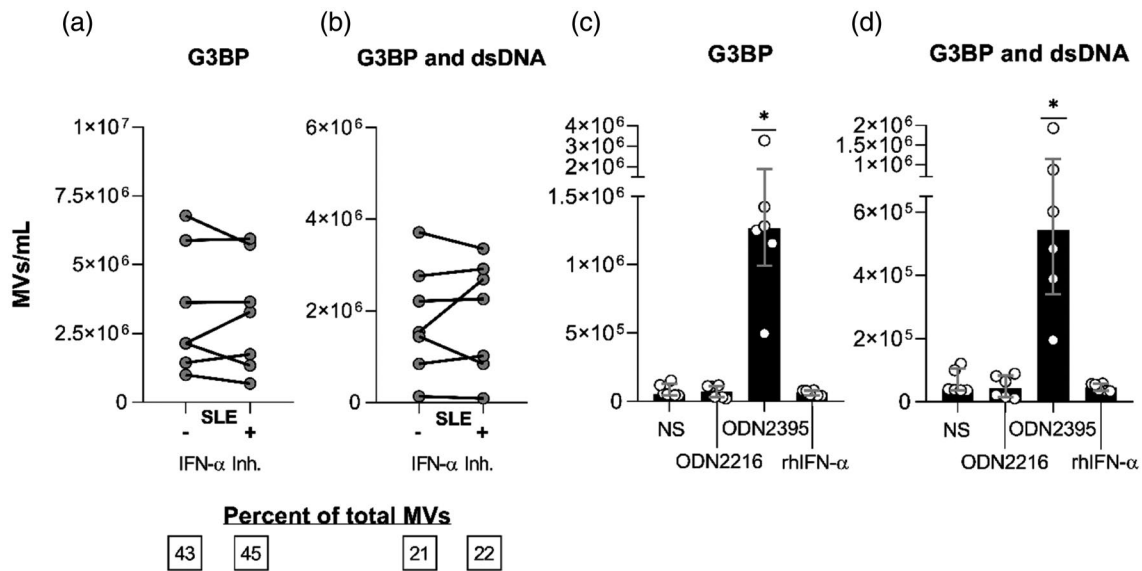 (a)
G3BP
MVs/mL
1×10⁷
7.5×10⁶
5×10⁶
2.5×10⁶
0
SLE
- +
IFN-α Inh.
(b)
G3BP and dsDNA
6×10⁶
4×10⁶
2×10⁶
0
SLE
- +
IFN-α Inh.
Percent of total MVs
43 45 21 22
(c)
G3BP
*
4×10⁶
3×10⁶
2×10⁶
1.5×10⁶
1×10⁶
5×10⁵
0
NS ODN2395
ODN2216 rhIFN-α
(d)
G3BP and dsDNA
*
2×10⁶
1.5×10⁶
1×10⁶
6×10⁵
4×10⁵
2×10⁵
0
NS ODN2395
ODN2216 rhIFN-α